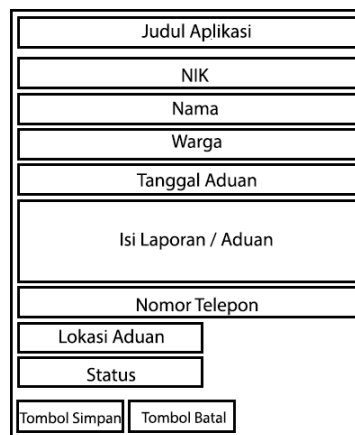 Judul Aplikasi
NIK
Nama
Warga
Tanggal Aduan
Isi Laporan / Aduan
Nomor Telepon
Lokasi Aduan
Status
Tombol Simpan
Tombol Batal